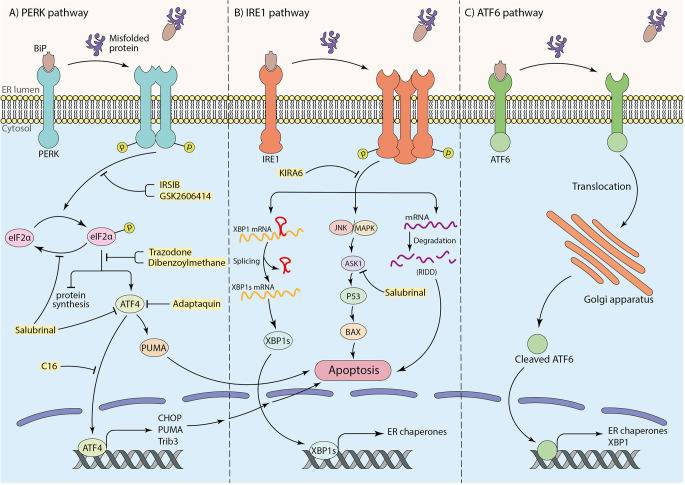 A) PERK pathway
BiP
Misfolded
protein
ER lumen
Cytosol
PERK
P
P
IRSIB
GSK2606414
eIF2α
eIF2α
P
Trazodone
Dibenzoylmethane
protein
synthesis
ATF4
Adaptaquin
Salubrinal
PUMA
C16
CHOP
PUMA
Trib3
ATF4
B) IRE1 pathway
IRE1
P
P
KIRA6
XBP1 mRNA
Splicing
XBP1s mRNA
XBP1s
JNK
MAPK
ASK1
Salubrinal
P53
BAX
Apoptosis
mRNA
Degradation
(RIDD)
XBP1s
ER chaperones
C) ATF6 pathway
ATF6
Translocation
Golgi apparatus
Cleaved ATF6
ER chaperones
XBP1